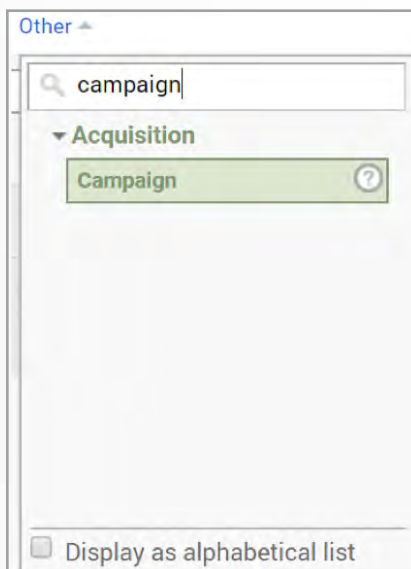 Other
campaign
Acquisition
Campaign ?
Display as alphabetical list